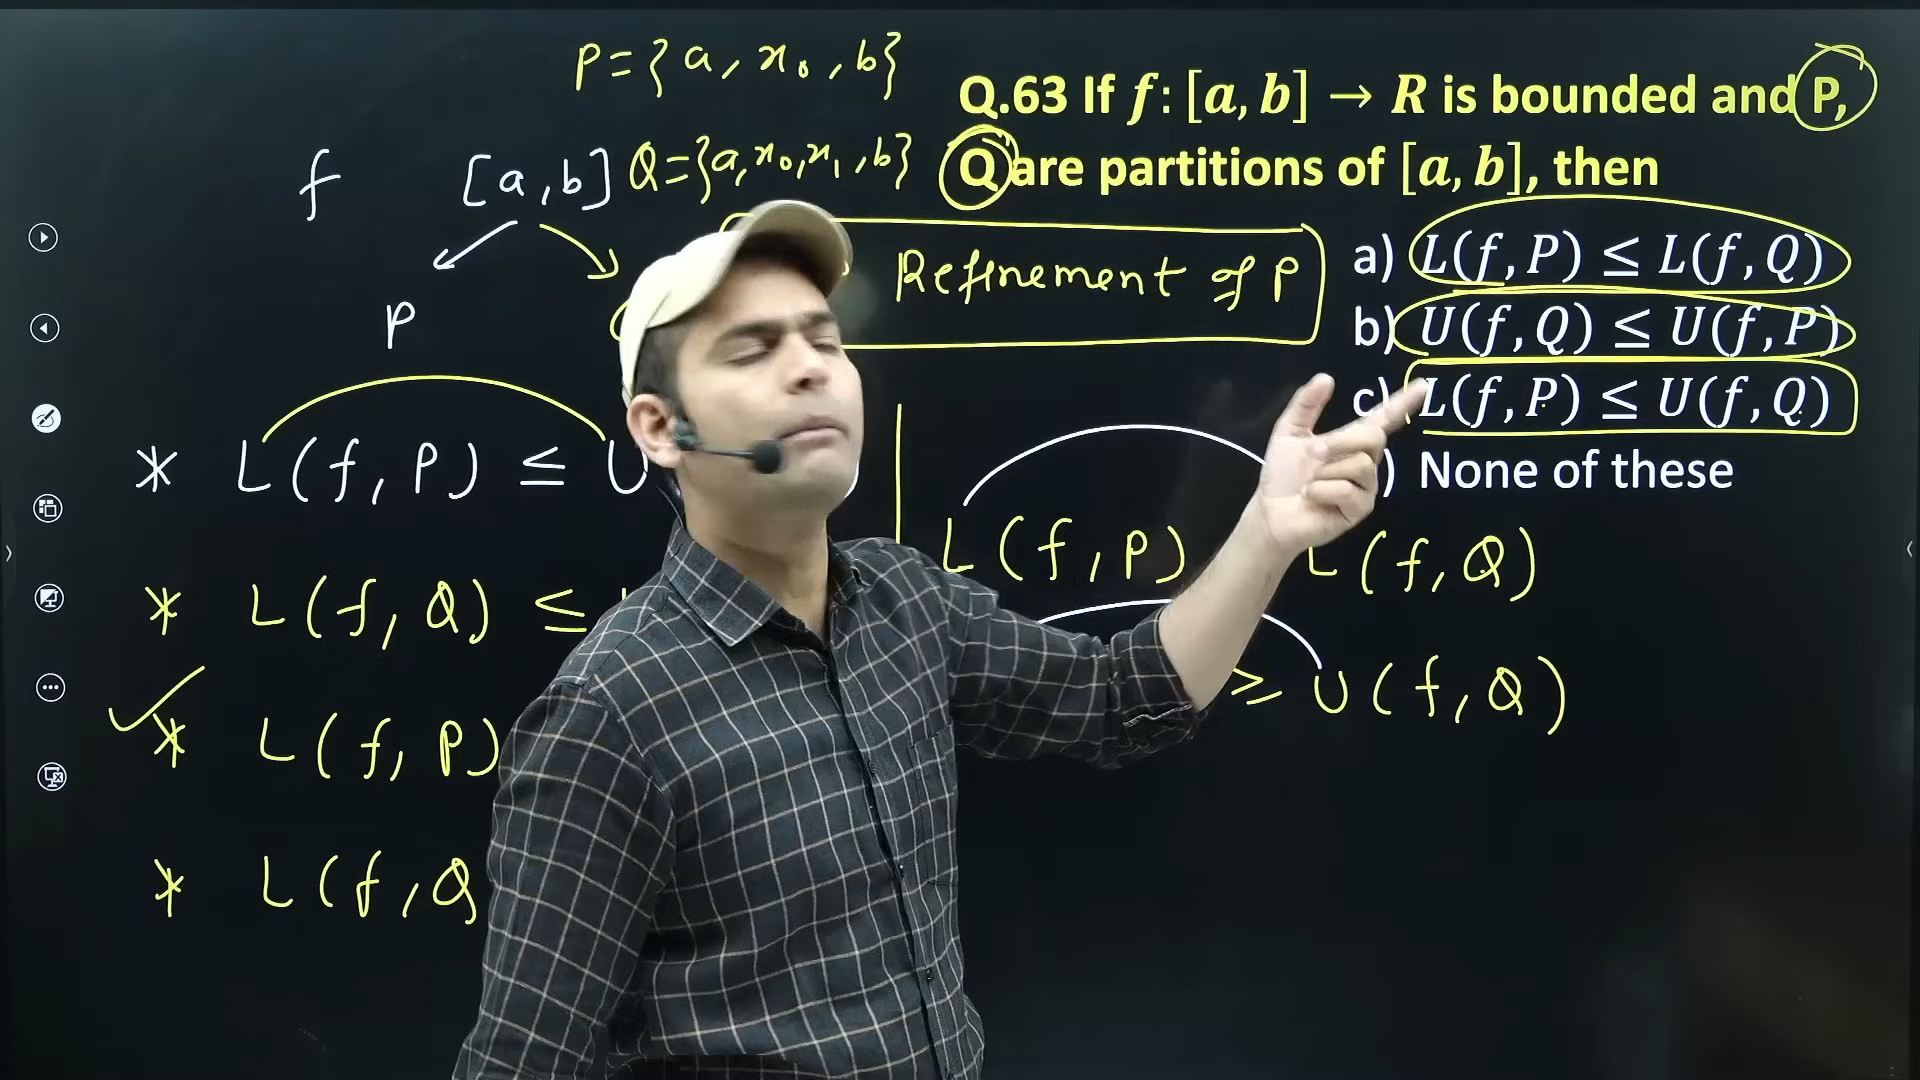 P={a, x₀, b}
Q={a,x₀,x₁,b}
f [a,b]
P
Refinement of P
* L(f,P) ≤ U
* L(f,Q) ≤
* L(f,P)
* L(f,Q
L(f,P) L(f,Q)
≥ U(f,Q)
Q.63 If f: [a, b] → R is bounded and P,
Q are partitions of [a, b], then
a) L(f,P) ≤ L(f,Q)
b) U(f,Q) ≤ U(f,P)
c) L(f,P) ≤ U(f,Q)
) None of these